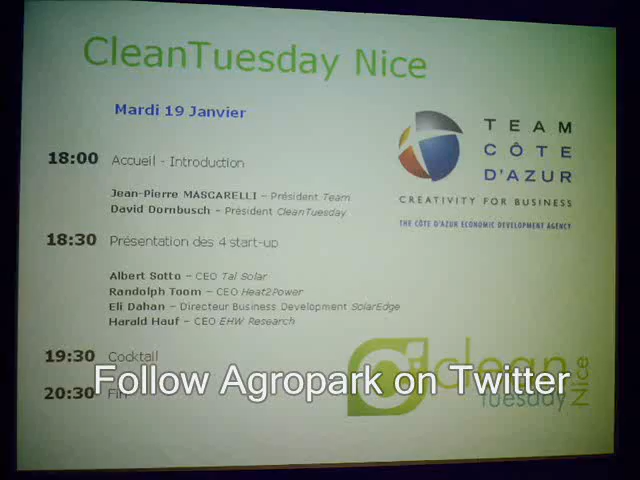 CleanTuesday Nice
Mardi 19 Janvier
TEAM
CÔTE
D'AZUR
CREATIVITY FOR BUSINESS
THE CÔTE D'AZUR ECONOMIC DEVELOPMENT AGENCY
18:00 Accueil - Introduction
Jean-Pierre MASCARELLI – Président Team
David Dornbusch – Président CleanTuesday
18:30 Présentation des 4 start-up
Albert Sotto – CEO Tal Solar
Randolph Toom – CEO Heat2Power
Eli Dahan – Directeur Business Development SolarEdge
Harald Hauf – CEO EHW Research
19:30 Cocktail
20:30 Fin
clean
Tuesday
Nice
Follow Agropark on Twitter